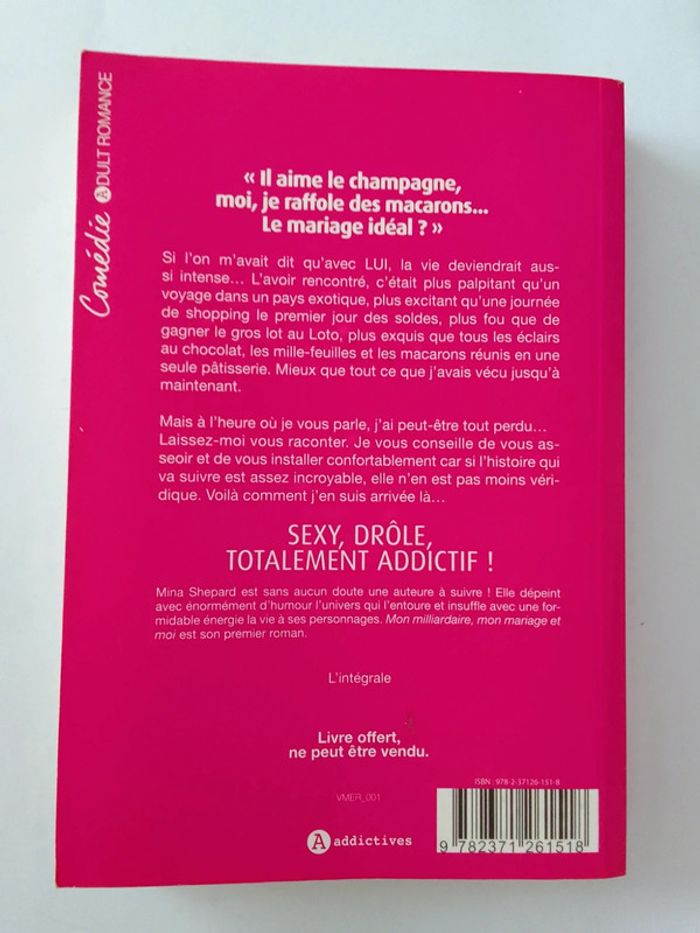 Comédie ADULT ROMANCE
« Il aime le champagne,
moi, je raffole des macarons...
Le mariage idéal ? »
Si l'on m'avait dit qu'avec LUI, la vie deviendrait aus-
si intense... L'avoir rencontré, c'était plus palpitant qu'un
voyage dans un pays exotique, plus excitant qu'une journée
de shopping le premier jour des soldes, plus fou que de
gagner le gros lot au Loto, plus exquis que tous les éclairs
au chocolat, les mille-feuilles et les macarons réunis en une
seule pâtisserie. Mieux que tout ce que j'avais vécu jusqu'à
maintenant.
Mais à l'heure où je vous parle, j'ai peut-être tout perdu...
Laissez-moi vous raconter. Je vous conseille de vous as-
seoir et de vous installer confortablement car si l'histoire qui
va suivre est assez incroyable, elle n'en est pas moins véri-
dique. Voilà comment j'en suis arrivée là...
SEXY, DRÔLE,
TOTALEMENT ADDICTIF !
Mina Shepard est sans aucun doute une auteure à suivre ! Elle dépeint
avec énormément d'humour l'univers qui l'entoure et insuffle avec une for-
midable énergie la vie à ses personnages. Mon milliardaire, mon mariage et
moi est son premier roman.
L'intégrale
Livre offert,
ne peut être vendu.
VMER_001
A addictives
ISBN : 978-2-37126-151-8
9 782371 261518